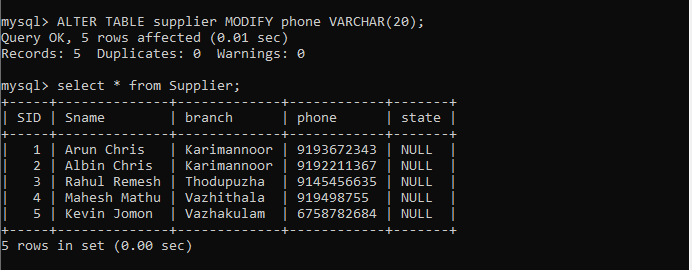 mysql> ALTER TABLE supplier MODIFY phone VARCHAR(20);
Query OK, 5 rows affected (0.01 sec)
Records: 5  Duplicates: 0  Warnings: 0

mysql> select * from Supplier;
+-----+--------------+-------------+------------+-------+
| SID | Sname        | branch      | phone      | state |
+-----+--------------+-------------+------------+-------+
|   1 | Arun Chris   | Karimannoor | 9193672343 | NULL  |
|   2 | Albin Chris  | Karimannoor | 9192211367 | NULL  |
|   3 | Rahul Remesh | Thodupuzha  | 9145456635 | NULL  |
|   4 | Mahesh Mathu | Vazhithala  | 919498755  | NULL  |
|   5 | Kevin Jomon  | Vazhakulam  | 6758782684 | NULL  |
+-----+--------------+-------------+------------+-------+
5 rows in set (0.00 sec)